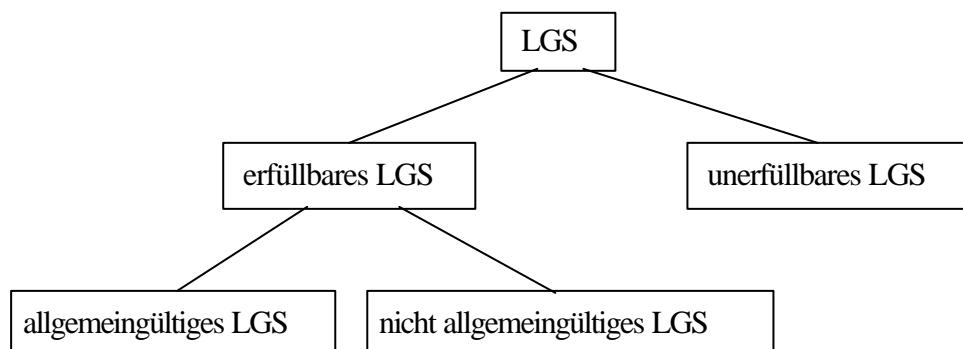 LGS
erfüllbares LGS
unerfüllbares LGS
allgemeingültiges LGS
nicht allgemeingültiges LGS